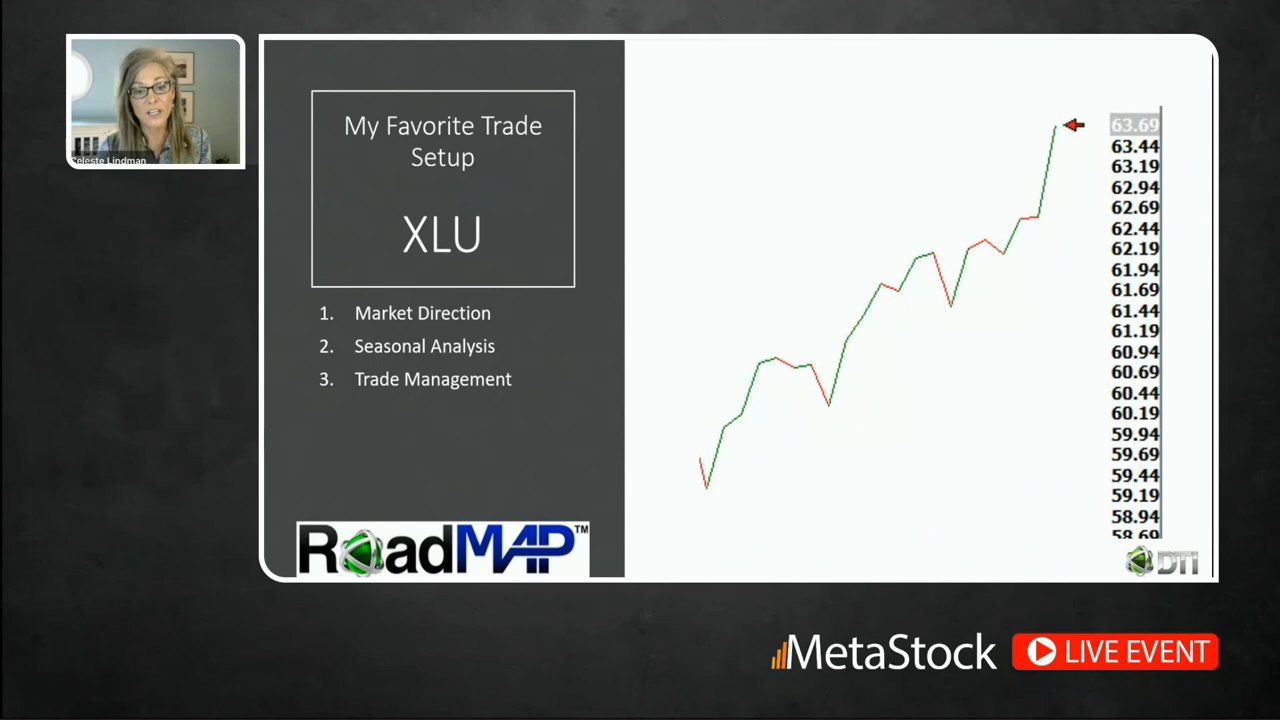 Celeste Lindman
My Favorite Trade
Setup
XLU
1. Market Direction
2. Seasonal Analysis
3. Trade Management
RoadMAP™
63.69
63.44
63.19
62.94
62.69
62.44
62.19
61.94
61.69
61.44
61.19
60.94
60.69
60.44
60.19
59.94
59.69
59.44
59.19
58.94
58.69
DTI
MetaStock
LIVE EVENT